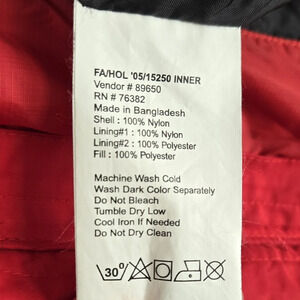 FA/HOL '05/15250 INNER
Vendor # 89650
RN # 76382
Made in Bangladesh
Shell : 100% Nylon
Lining#1 : 100% Nylon
Lining#2 : 100% Polyester
Fill : 100% Polyester
Machine Wash Cold
Wash Dark Color Separately
Do Not Bleach
Tumble Dry Low
Cool Iron If Needed
Do Not Dry Clean
30°